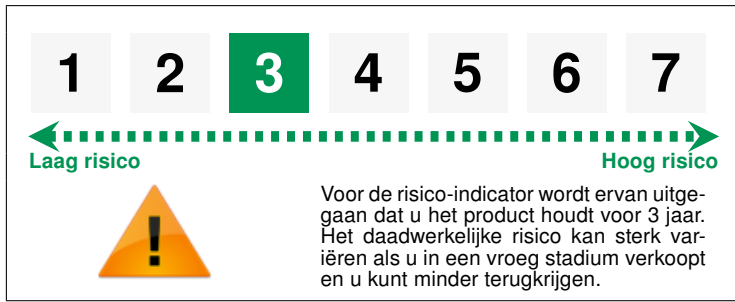 1 2 3 4 5 6 7
Laag risico Hoog risico
!
Voor de risico-indicator wordt ervan uitge-
gaan dat u het product houdt voor 3 jaar.
Het daadwerkelijke risico kan sterk var-
iëren als u in een vroeg stadium verkoopt
en u kunt minder terugkrijgen.